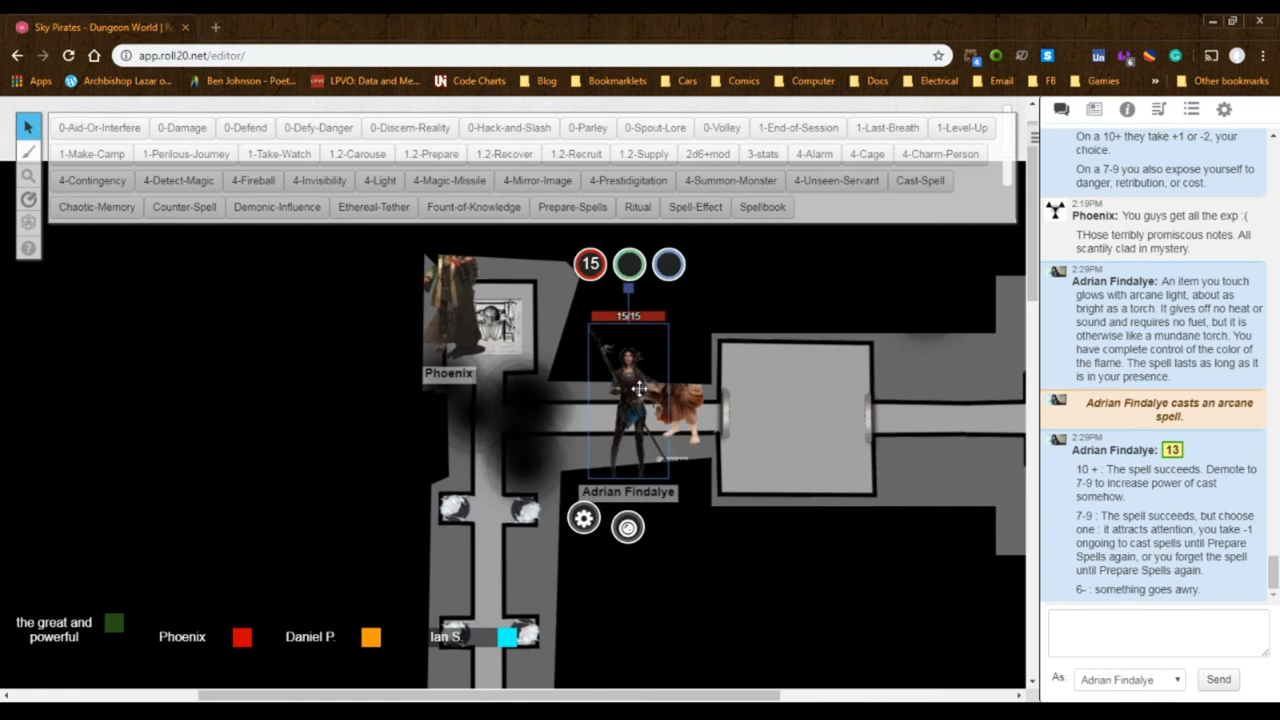 Sky Pirates - Dungeon World | Ro
app.roll20.net/editor/
Apps
Archbishop Lazar o...
Ben Johnson - Poet...
LPVO: Data and Me...
Code Charts
Blog
Bookmarklets
Cars
Comics
Computer
Docs
Electrical
Email
FB
Gamies
»
Other bookmarks
0-Aid-Or-Interfere 0-Damage 0-Defend 0-Defy-Danger 0-Discern-Reality 0-Hack-and-Slash 0-Parley 0-Spout-Lore 0-Volley 1-End-of-Session 1-Last-Breath 1-Level-Up
1-Make-Camp 1-Perilous-Journey 1-Take-Watch 1.2-Carouse 1.2-Prepare 1.2-Recover 1.2-Recruit 1.2-Supply 2d6+mod 3-stats 4-Alarm 4-Cage 4-Charm-Person
4-Contingency 4-Detect-Magic 4-Fireball 4-Invisibility 4-Light 4-Magic-Missile 4-Mirror-Image 4-Prestidigitation 4-Summon-Monster 4-Unseen-Servant Cast-Spell
Chaotic-Memory Counter-Spell Demonic-Influence Ethereal-Tether Fount-of-Knowledge Prepare-Spells Ritual Spell-Effect Spellbook
15
15/15
Phoenix
Adrian Findalye
the great and
powerful
Phoenix
Daniel P.
Ian S.
On a 10+ they take +1 or -2, your
choice.
On a 7-9 you also expose yourself to
danger, retribution, or cost.
2:19PM
Phoenix: You guys get all the exp :(
THose terribly promiscous notes. All
scantily clad in mystery.
2:29PM
Adrian Findalye: An item you touch
glows with arcane light, about as
bright as a torch. It gives off no heat or
sound and requires no fuel, but it is
otherwise like a mundane torch. You
have complete control of the color of
the flame. The spell lasts as long as it
is in your presence.
Adrian Findalye casts an arcane
spell.
2:29PM
Adrian Findalye: 13
10 + : The spell succeeds. Demote to
7-9 to increase power of cast
somehow.
7-9 : The spell succeeds, but choose
one : it attracts attention, you take -1
ongoing to cast spells until Prepare
Spells again, or you forget the spell
until Prepare Spells again.
6- : something goes awry.
As: Adrian Findalye Send